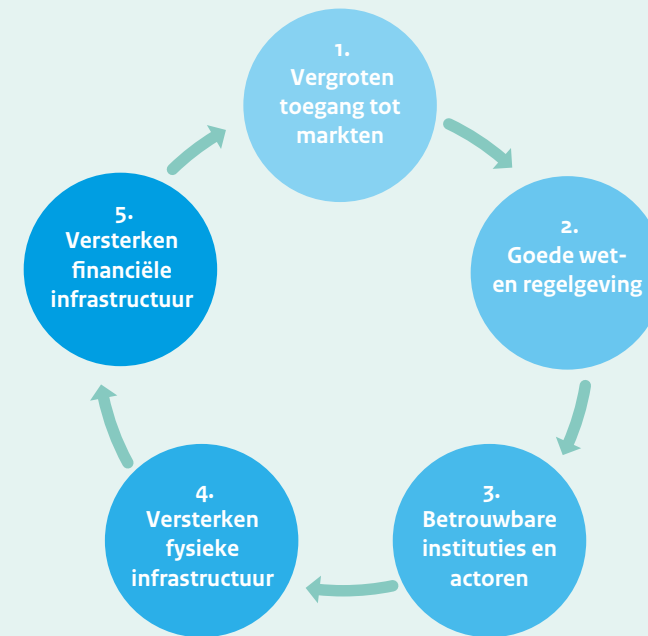 1.
Vergroten
toegang tot
markten
2.
Goede wet-
en regelgeving
3.
Betrouwbare
instituties en
actoren
4.
Versterken
fysieke
infrastructuur
5.
Versterken
financiële
infrastructuur